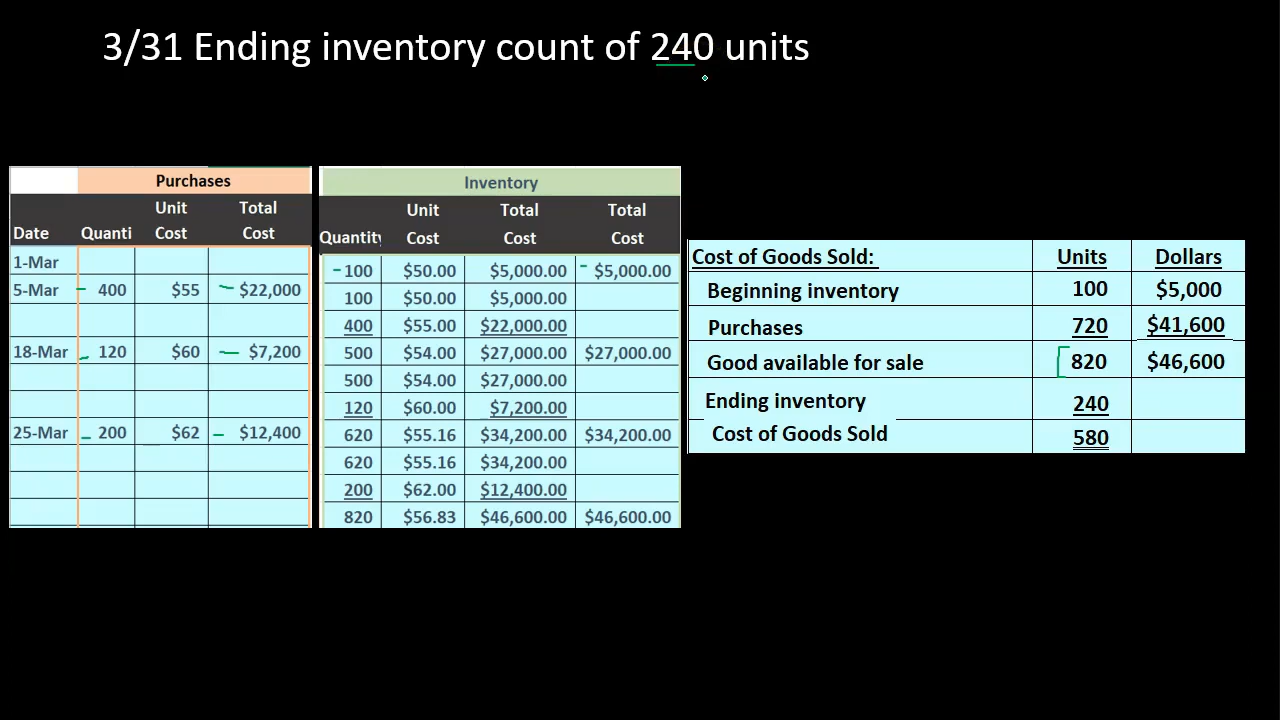 3/31 Ending inventory count of 240 units
Purchases
Date Quanti Unit Cost Total Cost
1-Mar
5-Mar 400 $55 $22,000
18-Mar 120 $60 $7,200
25-Mar 200 $62 $12,400
Inventory
Quantity Unit Cost Total Cost Total Cost
100 $50.00 $5,000.00 $5,000.00
100 $50.00 $5,000.00
400 $55.00 $22,000.00
500 $54.00 $27,000.00 $27,000.00
500 $54.00 $27,000.00
120 $60.00 $7,200.00
620 $55.16 $34,200.00 $34,200.00
620 $55.16 $34,200.00
200 $62.00 $12,400.00
820 $56.83 $46,600.00 $46,600.00
Cost of Goods Sold: Units Dollars
Beginning inventory 100 $5,000
Purchases 720 $41,600
Good available for sale 820 $46,600
Ending inventory 240
Cost of Goods Sold 580